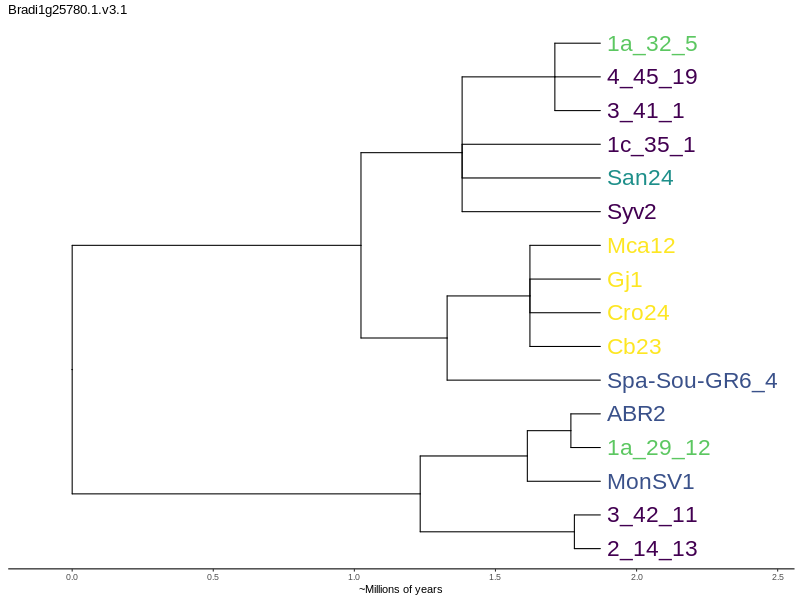 Bradi1g25780.1.v3.1
1a_32_5
4_45_19
3_41_1
1c_35_1
San24
Syv2
Mca12
Gj1
Cro24
Cb23
Spa-Sou-GR6_4
ABR2
1a_29_12
MonSV1
3_42_11
2_14_13
0.0 0.5 1.0 1.5 2.0 2.5
~Millions of years